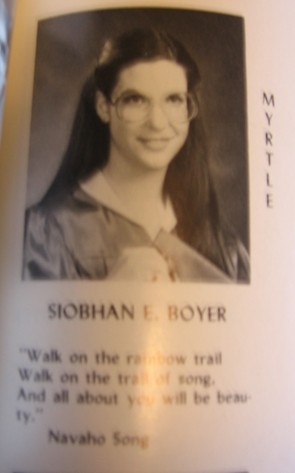 MYRTLE
SIOBHAN E. BOYER
"Walk on the rainbow trail
Walk on the trail of song,
And all about you will be beau-
ty."
Navaho Song